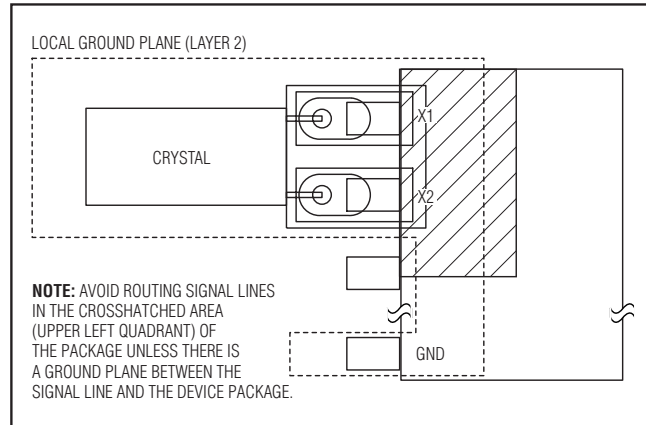 LOCAL GROUND PLANE (LAYER 2)
X1
CRYSTAL
X2
NOTE: AVOID ROUTING SIGNAL LINES
IN THE CROSSHATCHED AREA
(UPPER LEFT QUADRANT) OF
THE PACKAGE UNLESS THERE IS
A GROUND PLANE BETWEEN THE
SIGNAL LINE AND THE DEVICE PACKAGE.
GND